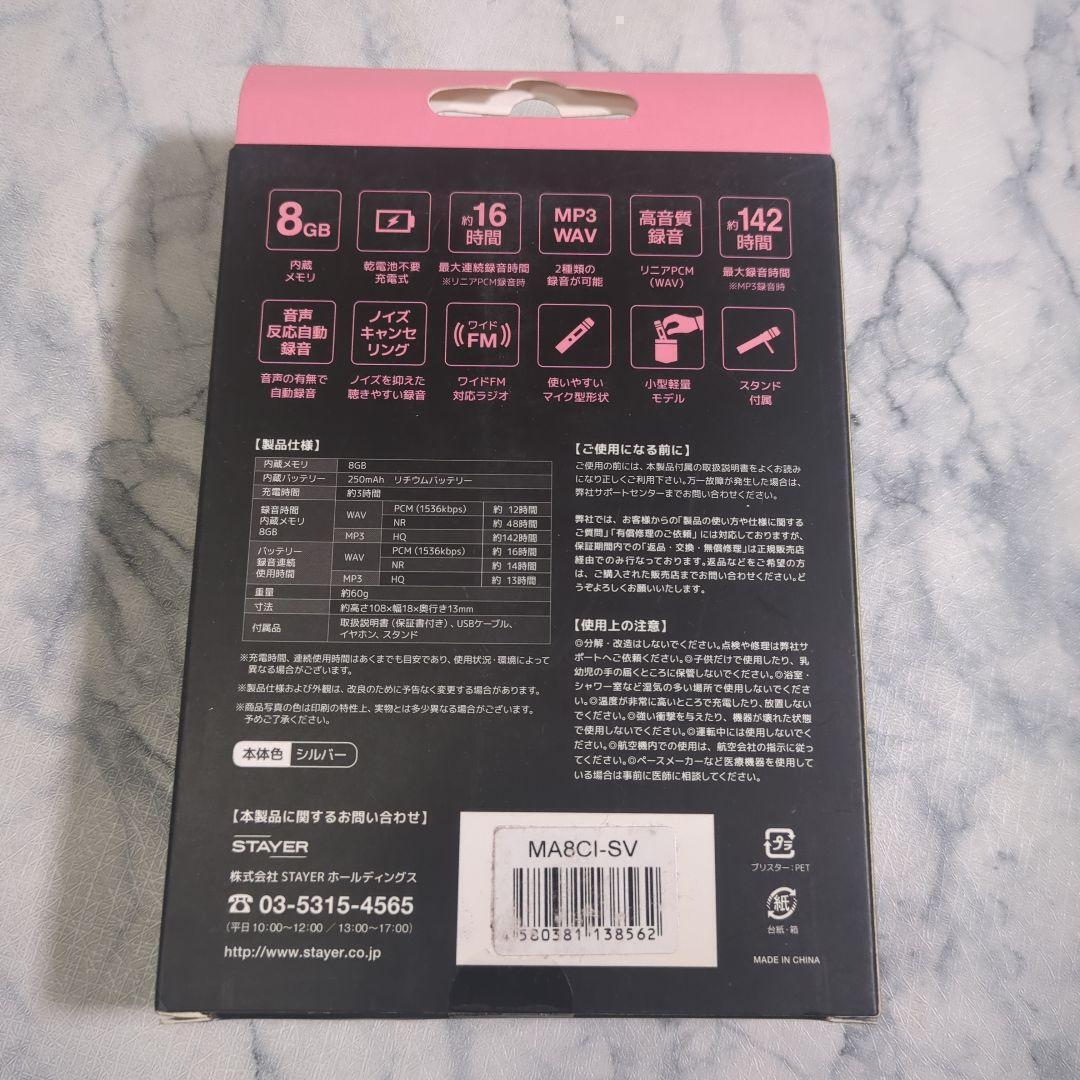 8GB
内蔵
メモリ
乾電池不要
充電式
約16
時間
最大連続録音時間
※リニアPCM録音時
MP3
WAV
2種類の
録音が可能
高音質
録音
リニアPCM
(WAV)
約142
時間
最大録音時間
※MP3録音時
音声
反応自動
録音
音声の有無で
自動録音
ノイズ
キャンセ
リング
ノイズを抑えた
聴きやすい録音
ワイド
FM
ワイドFM
対応ラジオ
使いやすい
マイク型形状
小型軽量
モデル
スタンド
付属
【製品仕様】
内蔵メモリ 8GB
内蔵バッテリー 250mAh リチウムバッテリー
充電時間 約3時間
録音時間
内蔵メモリ
8GB
WAV PCM (1536kbps) 約 12時間
NR 約 48時間
MP3 HQ 約142時間
バッテリー
録音連続
使用時間
WAV PCM (1536kbps) 約 16時間
NR 約 14時間
MP3 HQ 約 13時間
重量 約60g
寸法 約高さ108×幅18×奥行き13mm
付属品 取扱説明書（保証書付き）、USBケーブル、
イヤホン、スタンド
※充電時間、連続使用時間はあくまでも目安であり、使用状況・環境によって
異なる場合がございます。
※製品仕様および外観は、改良のために予告なく変更する場合があります。
※商品写真の色は印刷の特性上、実物とは多少異なる場合がございます。
予めご了承ください。
本体色 シルバー
【本製品に関するお問い合わせ】
STAYER
株式会社 STAYER ホールディングス
☎ 03-5315-4565
（平日10:00～12:00 ／ 13:00～17:00）
http://www.stayer.co.jp
【ご使用になる前に】
ご使用の前には、本製品付属の取扱説明書をよくお読み
になり正しくご利用下さい。万一故障が発生した場合は、
弊社サポートセンターまでお問い合わせください。
弊社では、お客様からの「製品の使い方や仕様に関する
ご質問」「有償修理のご依頼」には対応しておりますが、
保証期間内での「返品・交換・無償修理」は正規販売店
経由でのみ行なっております。返品などをご希望の方
は、ご購入された販売店までお問い合わせください。ど
うぞよろしくお願いいたします。
【使用上の注意】
◎分解・改造はしないでください。点検や修理は弊社サ
ポートへご依頼ください。◎子供だけで使用したり、乳
幼児の手の届くところに保管しないでください。◎浴室・
シャワー室など湿気の多い場所で使用しないでくださ
い。◎温度が非常に高いところで充電したり、放置しない
でください。◎強い衝撃を与えたり、機器が壊れた状態
で使用しないでください。◎運転中には使用しないでく
ださい。◎航空機内での使用は、航空会社の指示に従っ
てください。◎ペースメーカーなど医療機器を使用して
いる場合は事前に医師に相談してください。
MA8CI-SV
4 580381 138562
プラ
ブリスター：PET
紙
台紙・箱
MADE IN CHINA